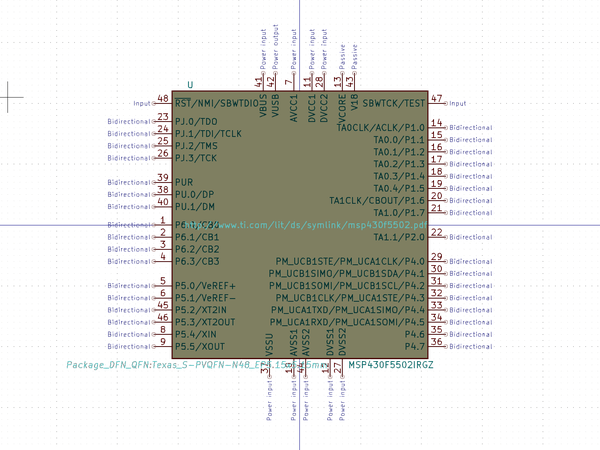 Power input
Power output
Power input
Power input
Power input
Passive
Passive
41 42 7 11 28 13 43
U
VBUS VUSB AVCC1 DVCC1 DVCC2 VCORE V18
Input 48 RST/NMI/SBWTDIO SBWTCK/TEST 47 Input
Bidirectional 23 PJ.0/TDO
TA0CLK/ACLK/P1.0 14 Bidirectional
Bidirectional 24 PJ.1/TDI/TCLK
TA0.0/P1.1 15 Bidirectional
Bidirectional 25 PJ.2/TMS
TA0.1/P1.2 16 Bidirectional
Bidirectional 26 PJ.3/TCK
TA0.2/P1.3 17 Bidirectional
TA0.3/P1.4 18 Bidirectional
Bidirectional 39 PUR
TA0.4/P1.5 19 Bidirectional
Bidirectional 38 PU.0/DP
TA1CLK/CBOUT/P1.6 20 Bidirectional
Bidirectional 40 PU.1/DM
TA1.0/P1.7 21 Bidirectional
Bidirectional 1
www.ti.com/lit/ds/symlink/msp430f5502.pdf
Bidirectional 2 P6.1/CB1 TA1.1/P2.0 22 Bidirectional
Bidirectional 3 P6.2/CB2
Bidirectional 4 P6.3/CB3 PM_UCB1STE/PM_UCA1CLK/P4.0 29 Bidirectional
PM_UCB1SIMO/PM_UCB1SDA/P4.1 30 Bidirectional
Bidirectional 5 P5.0/VeREF+ PM_UCB1SOMI/PM_UCB1SCL/P4.2 31 Bidirectional
Bidirectional 6 P5.1/VeREF- PM_UCB1CLK/PM_UCA1STE/P4.3 32 Bidirectional
Bidirectional 45 P5.2/XT2IN PM_UCA1TXD/PM_UCA1SIMO/P4.4 33 Bidirectional
Bidirectional 46 P5.3/XT2OUT PM_UCA1RXD/PM_UCA1SOMI/P4.5 34 Bidirectional
Bidirectional 8 P5.4/XIN P4.6 35 Bidirectional
Bidirectional 9 P5.5/XOUT P4.7 36 Bidirectional
VSSU AVSS1 AVSS2 DVSS1 DVSS2
Package_DFN_QFN:Texas_S-PVQFN-N48 MSP430F5502IRGZ
12 27
Power input
Power input
Power input
Power input
Power input